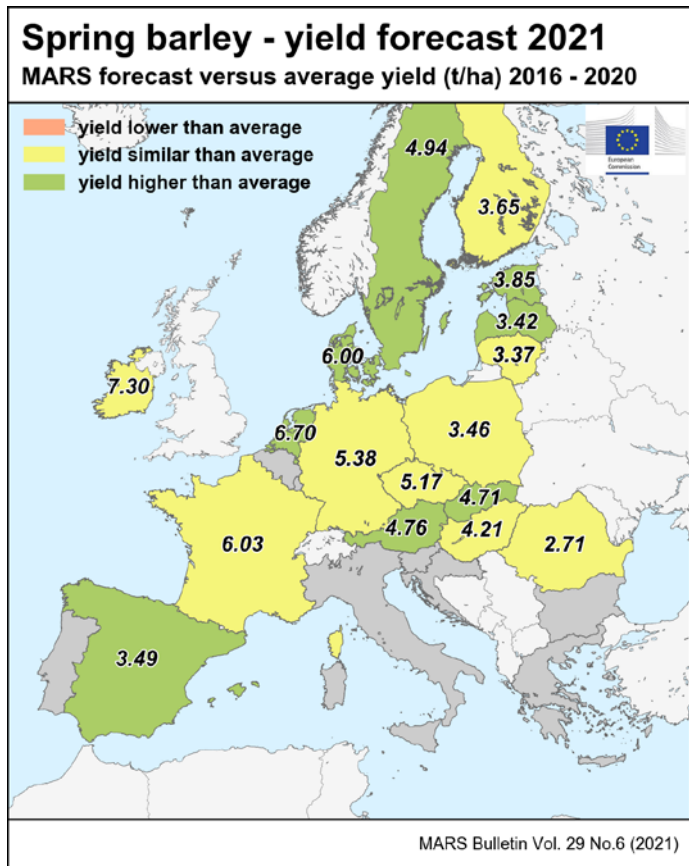 Spring barley - yield forecast 2021
MARS forecast versus average yield (t/ha) 2016 - 2020
yield lower than average
yield similar than average
yield higher than average
European
Commission
4.94
3.65
3.85
3.42
3.37
6.00
7.30
6.70
5.38
3.46
5.17
4.71
4.76
4.21
2.71
6.03
3.49
MARS Bulletin Vol. 29 No.6 (2021)